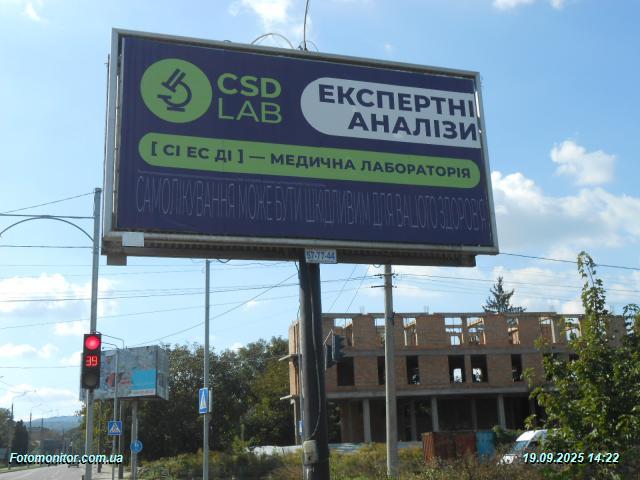 CSD
LAB
ЕКСПЕРТНІ
АНАЛІЗИ
[ СІ ЕС ДІ ] — МЕДИЧНА ЛАБОРАТОРІЯ
САМОЛІКУВАННЯ МОЖЕ БУТИ ШКІДЛИВИМ ДЛЯ ВАШОГО ЗДОРОВ'Я
57-77-44
39
Fotomonitor.com.ua
19.09.2025 14:22